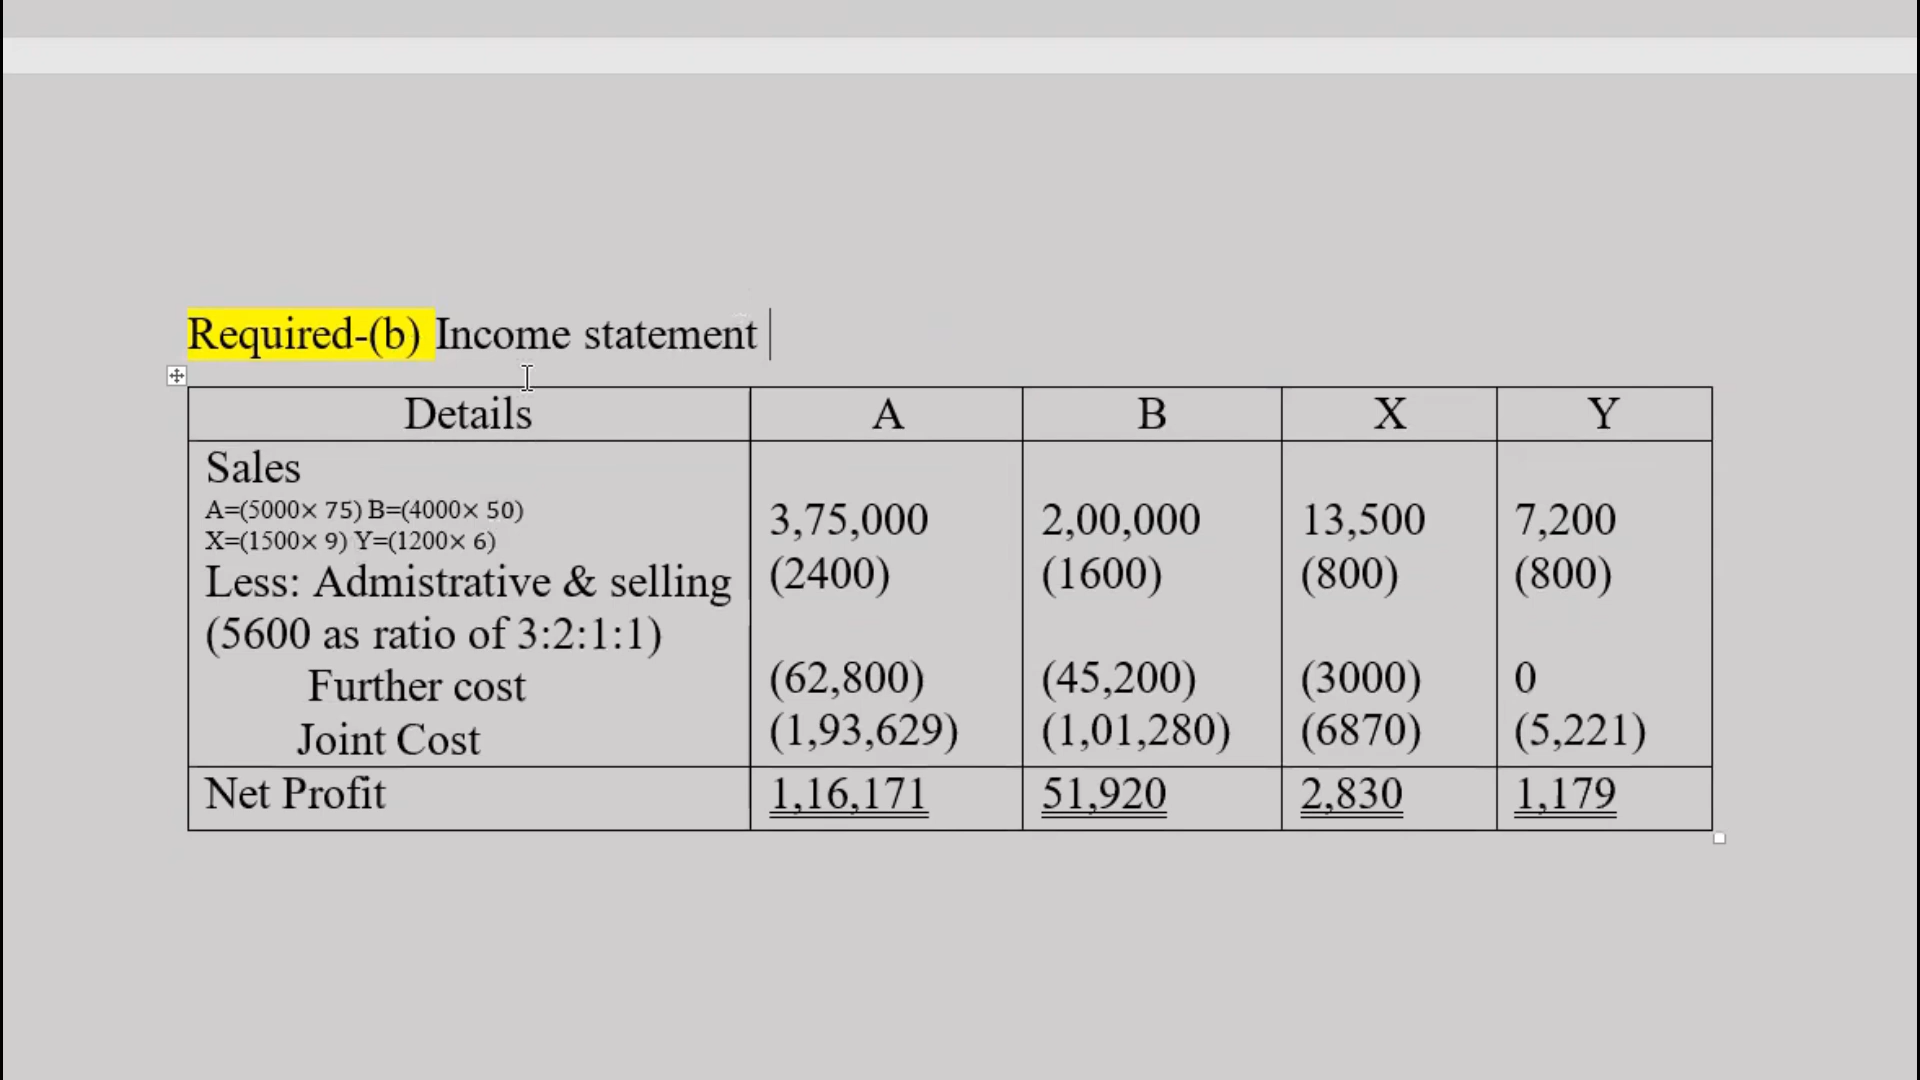 Required-(b) Income statement
Details A B X Y
Sales
A=(5000× 75) B=(4000× 50)
3,75,000 2,00,000 13,500 7,200
X=(1500× 9) Y=(1200× 6)
Less: Admistrative & selling (2400) (1600) (800) (800)
(5600 as ratio of 3:2:1:1)
Further cost (62,800) (45,200) (3000) 0
Joint Cost (1,93,629) (1,01,280) (6870) (5,221)
Net Profit 1,16,171 51,920 2,830 1,179